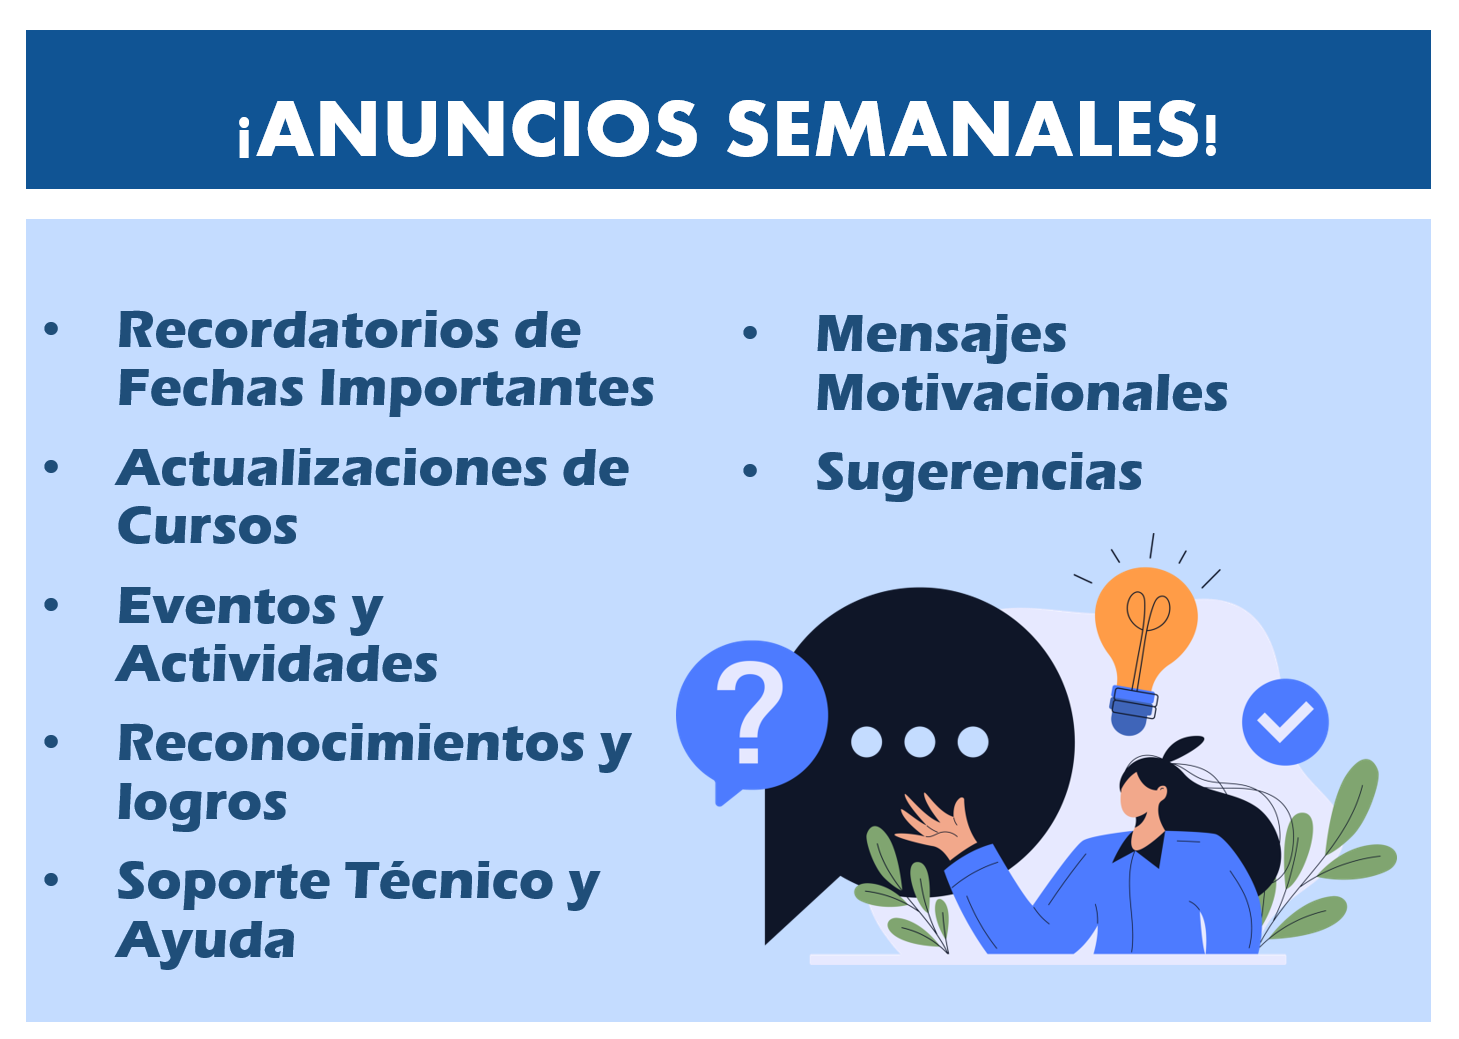 ¡ANUNCIOS SEMANALES!
• Recordatorios de
Fechas Importantes
• Actualizaciones de
Cursos
• Eventos y
Actividades
• Reconocimientos y
logros
• Soporte Técnico y
Ayuda
• Mensajes
Motivacionales
• Sugerencias
?